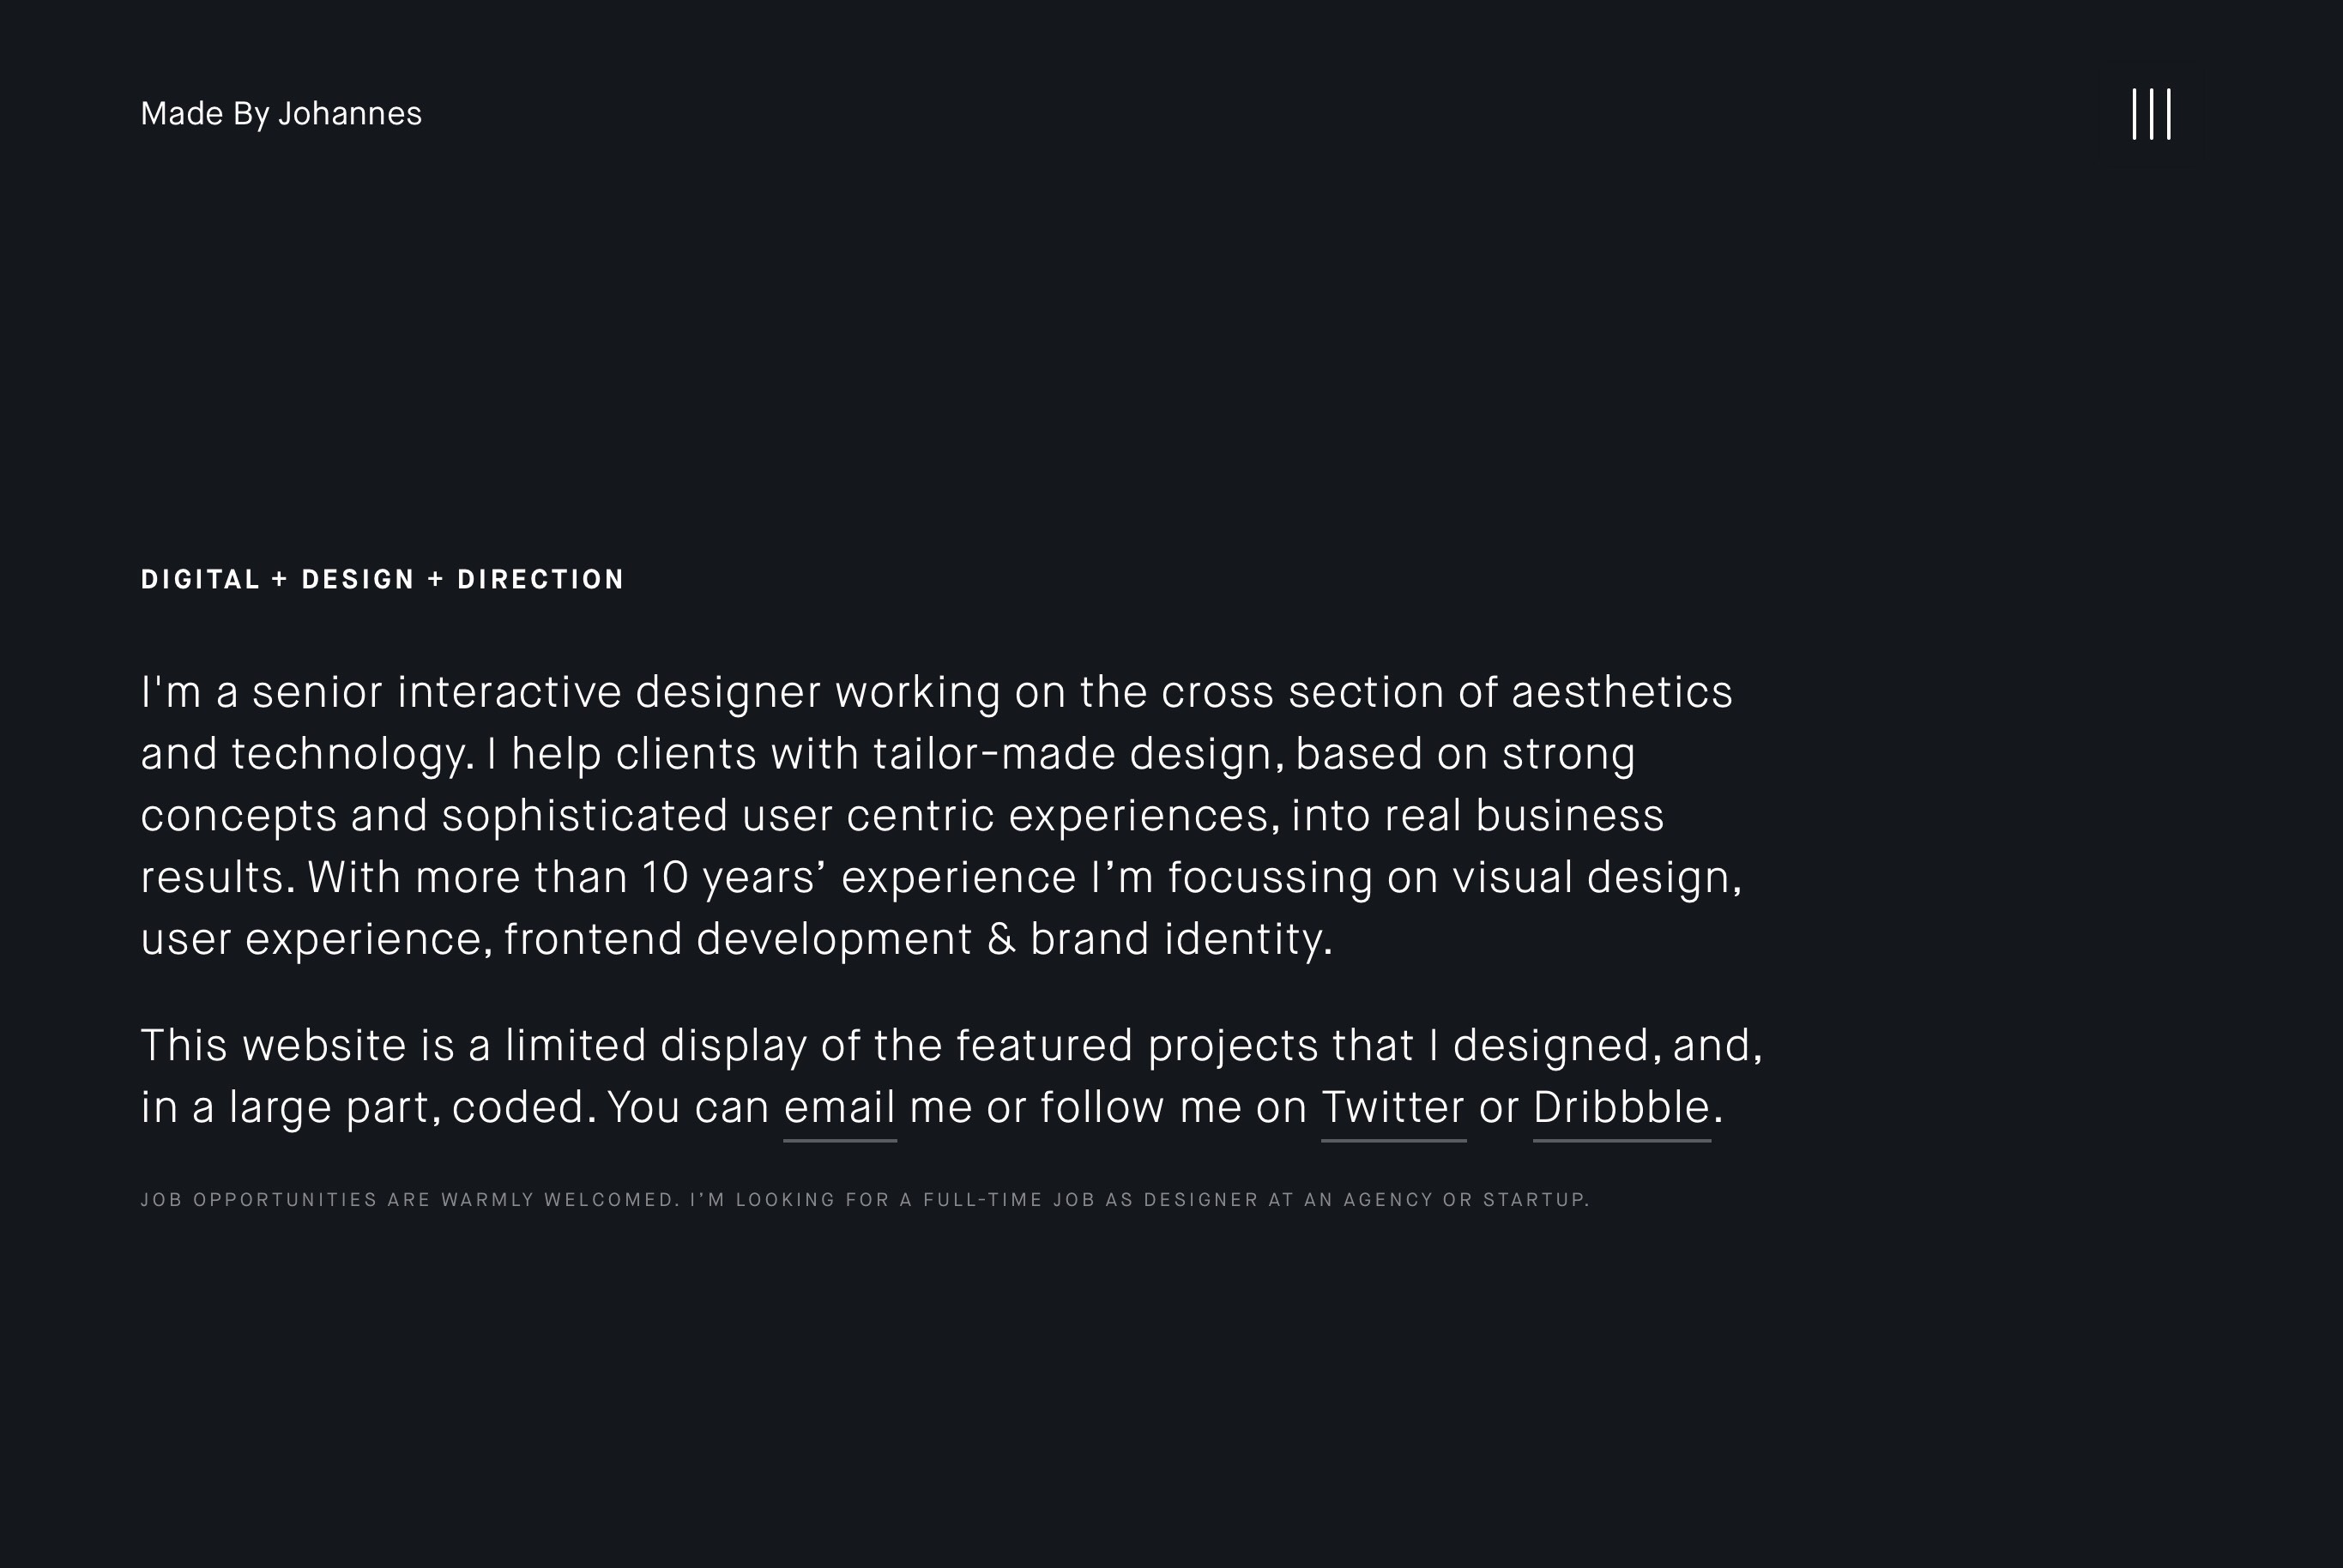 Made By Johannes
DIGITAL + DESIGN + DIRECTION
I'm a senior interactive designer working on the cross section of aesthetics
and technology. I help clients with tailor-made design, based on strong
concepts and sophisticated user centric experiences, into real business
results. With more than 10 years’ experience I’m focussing on visual design,
user experience, frontend development & brand identity.
This website is a limited display of the featured projects that I designed, and,
in a large part, coded. You can email me or follow me on Twitter or Dribbble.
JOB OPPORTUNITIES ARE WARMLY WELCOMED. I’M LOOKING FOR A FULL-TIME JOB AS DESIGNER AT AN AGENCY OR STARTUP.